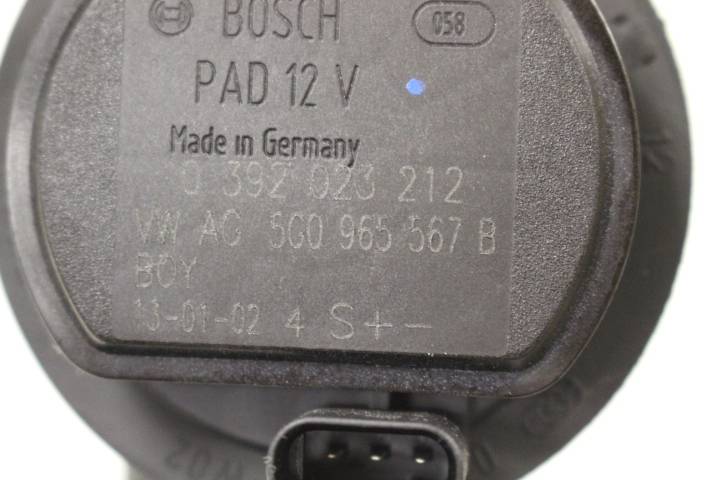 BOSCH 058
PAD 12 V
Made in Germany
0 392 023 212
VW AG 5G0 965 567 B
BOY
13-01-02 4 S + -